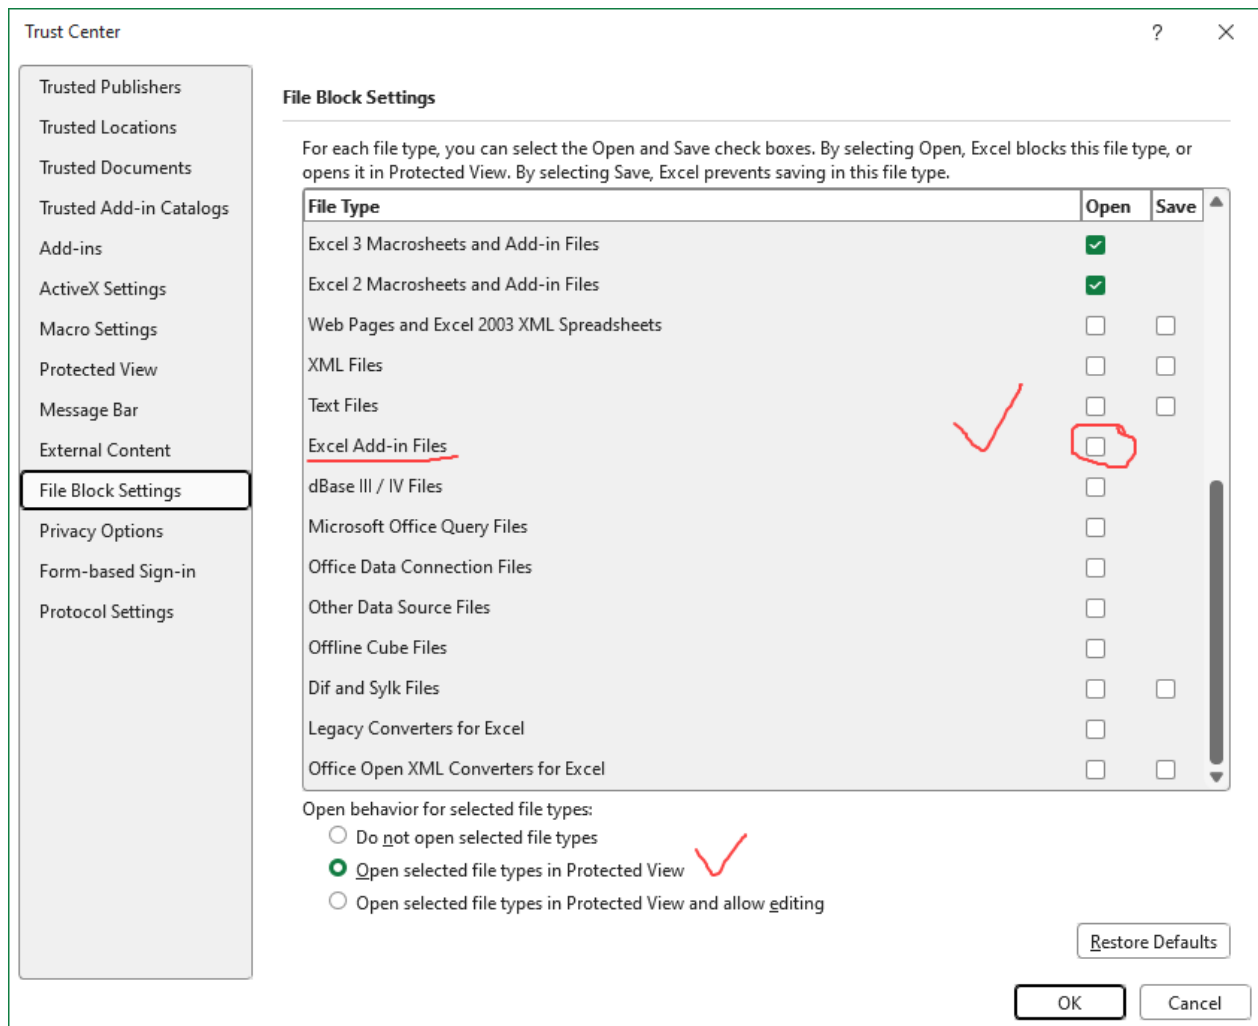 Trust Center
?
Trusted Publishers
Trusted Locations
Trusted Documents
Trusted Add-in Catalogs
Add-ins
ActiveX Settings
Macro Settings
Protected View
Message Bar
External Content
File Block Settings
Privacy Options
Form-based Sign-in
Protocol Settings
File Block Settings
For each file type, you can select the Open and Save check boxes. By selecting Open, Excel blocks this file type, or
opens it in Protected View. By selecting Save, Excel prevents saving in this file type.
File Type Open Save
Excel 3 Macrosheets and Add-in Files
Excel 2 Macrosheets and Add-in Files
Web Pages and Excel 2003 XML Spreadsheets
XML Files
Text Files
Excel Add-in Files
dBase III / IV Files
Microsoft Office Query Files
Office Data Connection Files
Other Data Source Files
Offline Cube Files
Dif and Sylk Files
Legacy Converters for Excel
Office Open XML Converters for Excel
Open behavior for selected file types:
Do not open selected file types
Open selected file types in Protected View
Open selected file types in Protected View and allow editing
Restore Defaults
OK Cancel